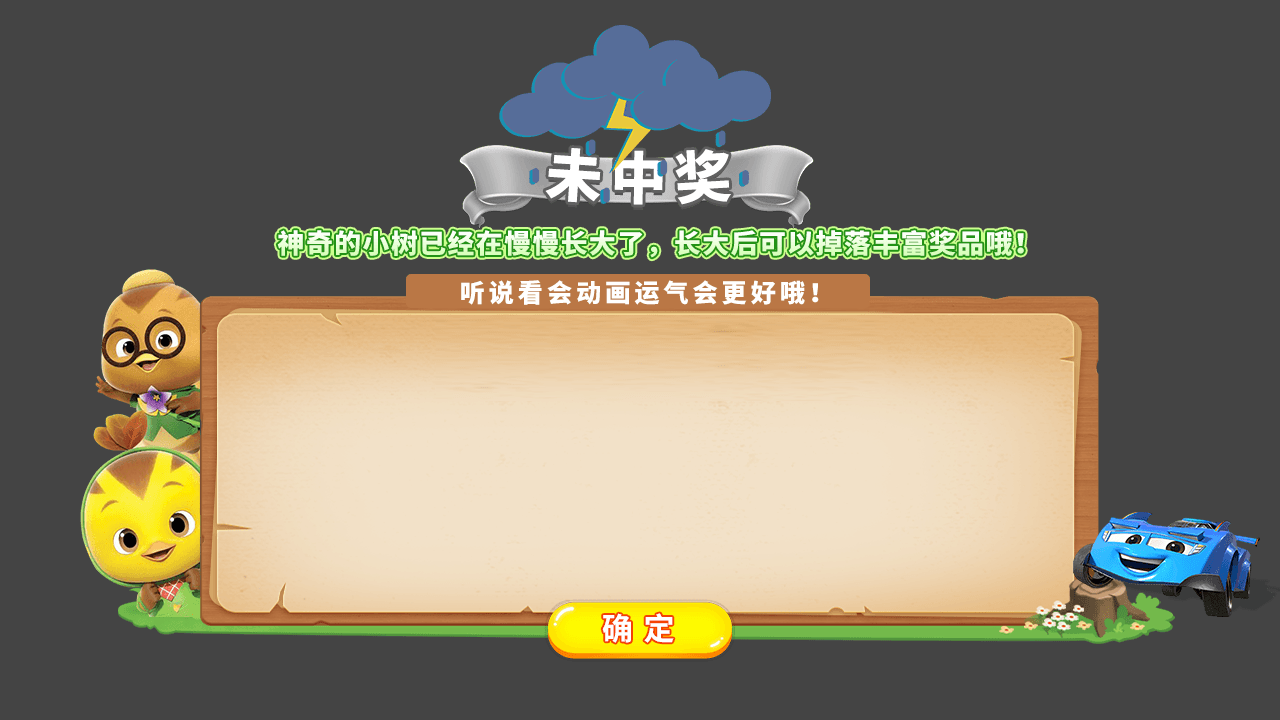 未中奖
神奇的小树已经在慢慢长大了，长大后可以掉落丰富奖品哦！
听说看会动画运气会更好哦！
确定